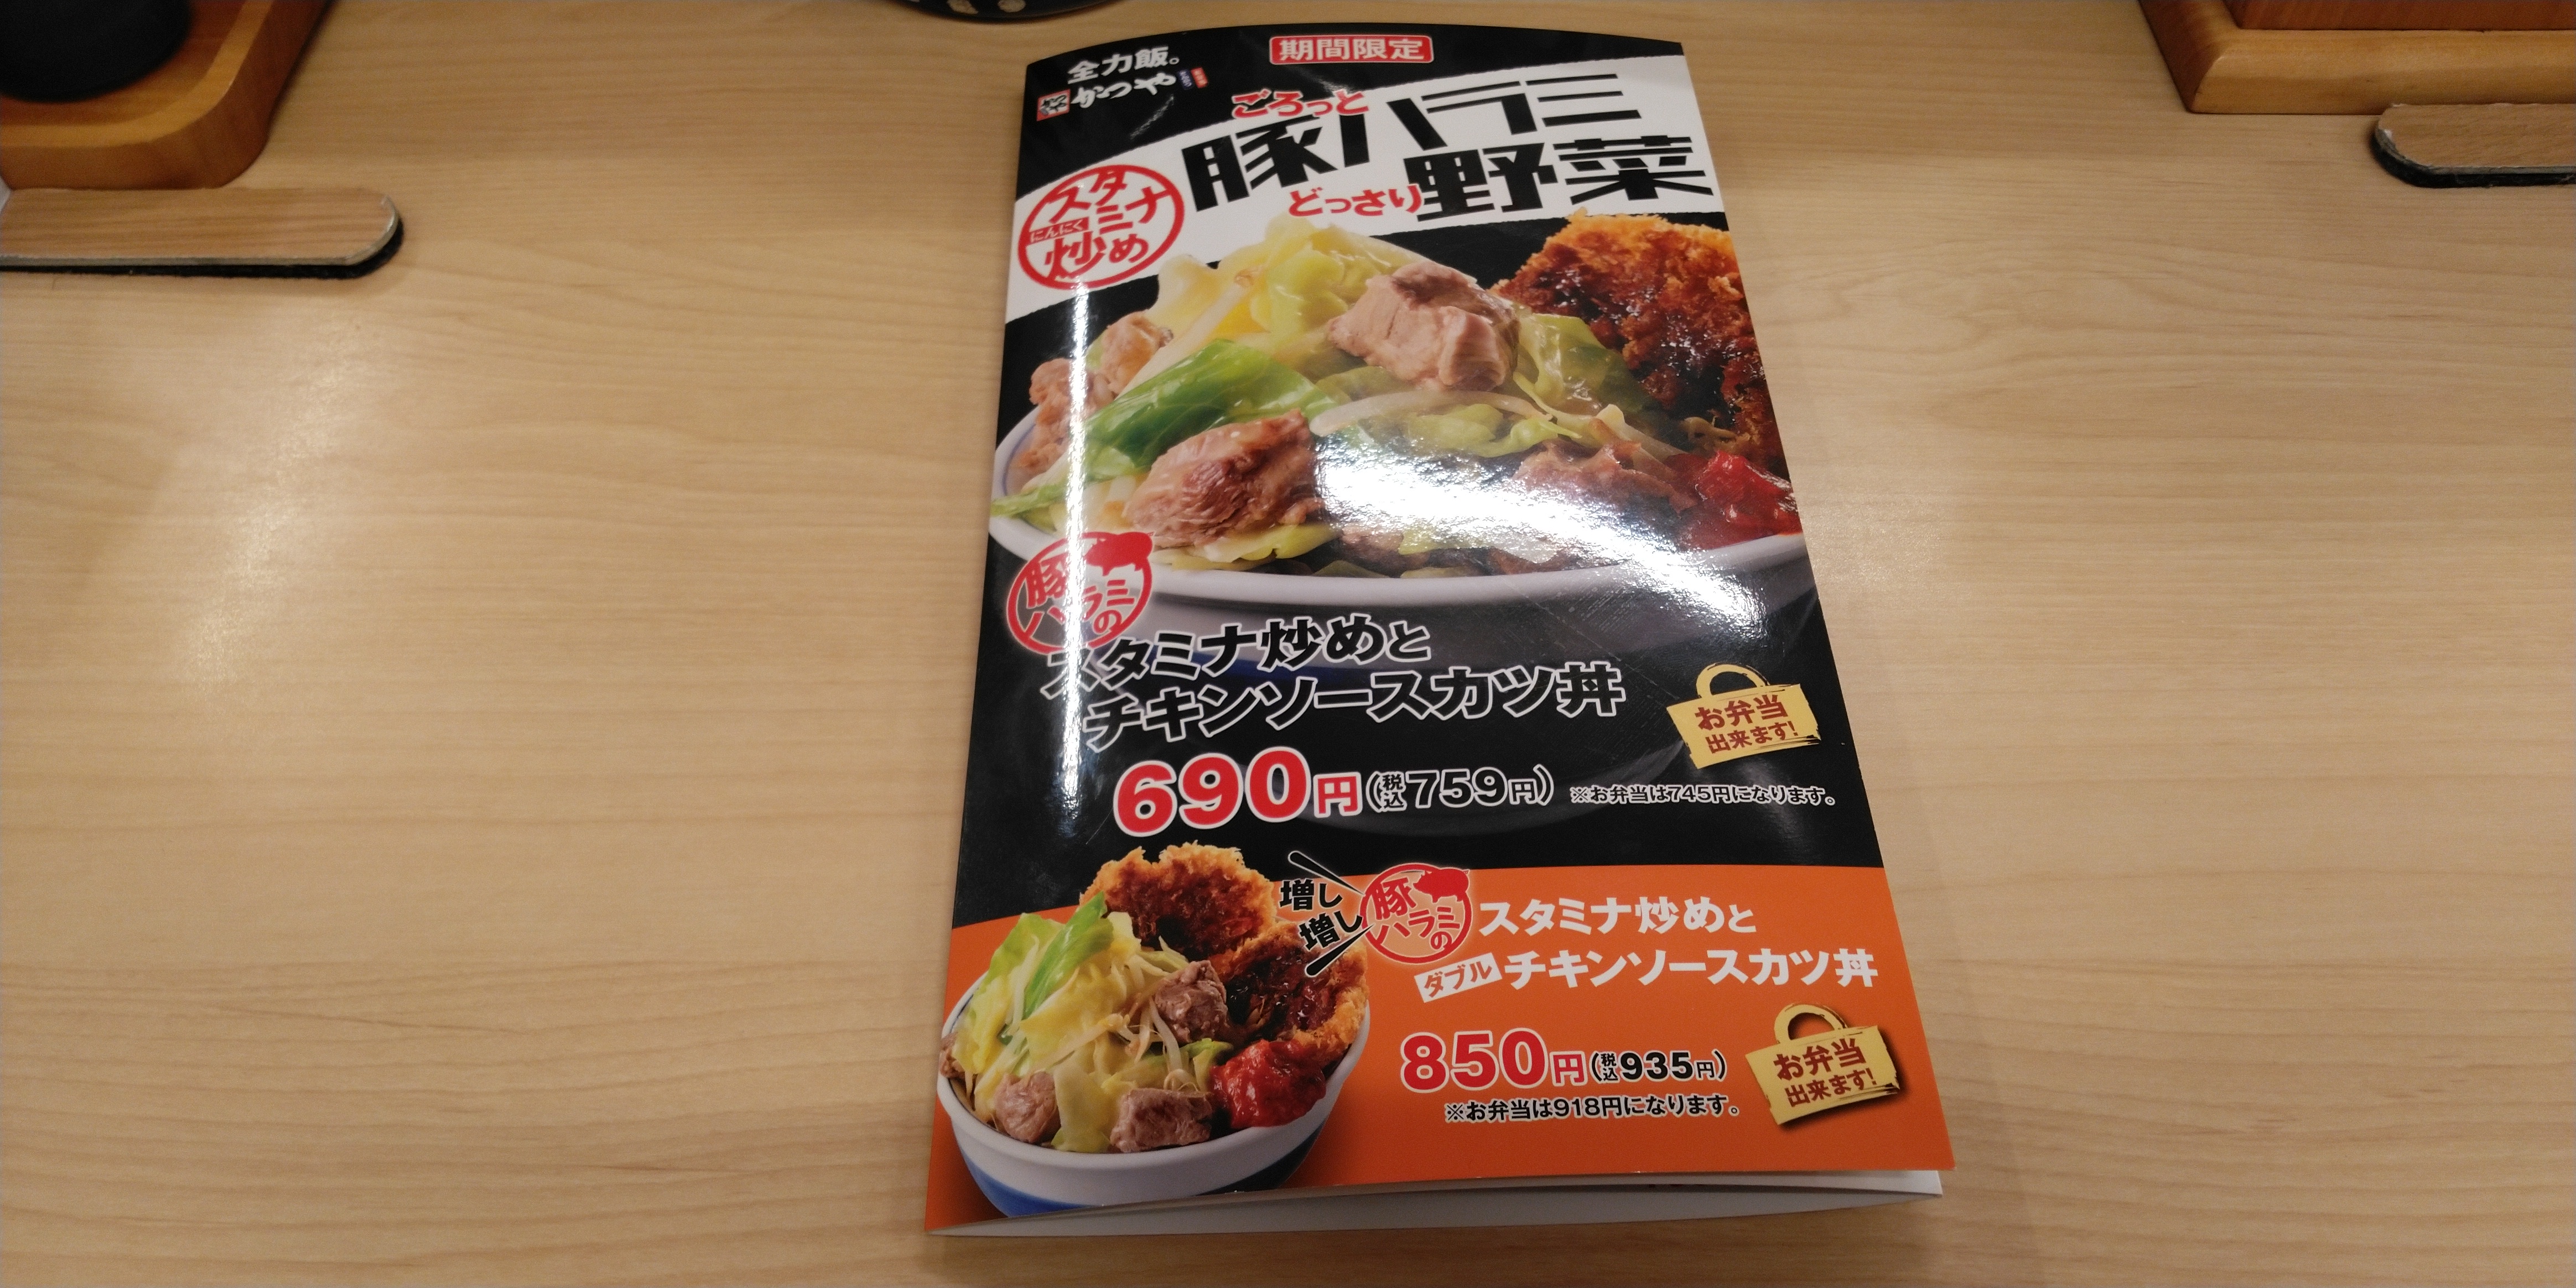 全力飯。
かつや
期間限定
ごろっと
豚ハラミ
どっさり野菜
スタミナ
にんにく
炒め
豚ハラミの
スタミナ炒めと
チキンソースカツ丼
お弁当
出来ます!
690円(税込759円) ※お弁当は745円になります。
増し増し
豚ハラミの
スタミナ炒めと
ダブル チキンソースカツ丼
850円(税込935円)
※お弁当は918円になります。
お弁当
出来ます!